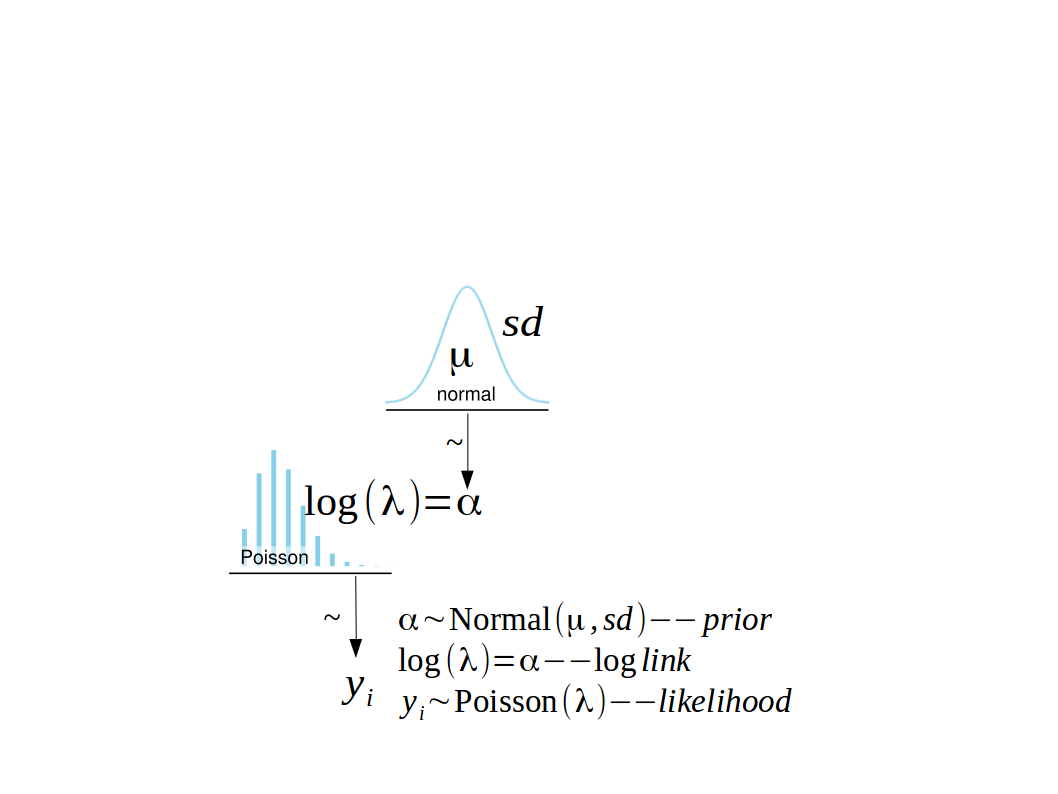 sd
μ
normal
~
log(λ)=α
Poisson
~
α~Normal(μ,sd)−−prior
log(λ)=α−−log link
y_i
y_i~Poisson(λ)−−likelihood